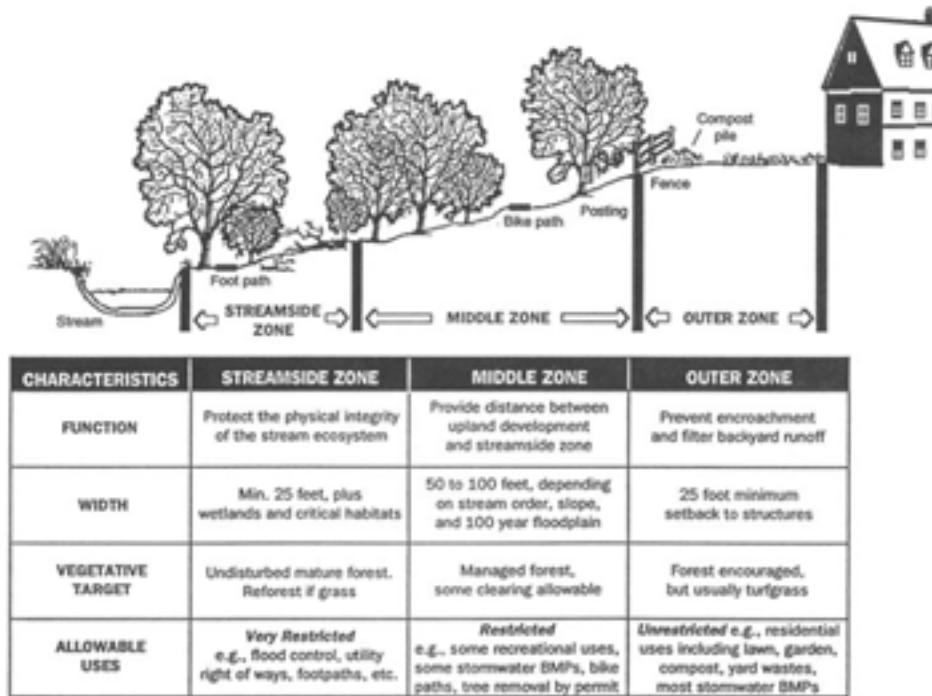 Compost
pile
Fence
Posting
Bike path
Foot path
Stream
STREAMSIDE
ZONE
MIDDLE ZONE
OUTER ZONE
CHARACTERISTICS STREAMSIDE ZONE MIDDLE ZONE OUTER ZONE
FUNCTION
Protect the physical integrity
of the stream ecosystem
Provide distance between
upland development
and streamside zone
Prevent encroachment
and filter backyard runoff
WIDTH
Min. 25 feet, plus
wetlands and critical habitats
50 to 100 feet, depending
on stream order, slope,
and 100 year floodplain
25 foot minimum
setback to structures
VEGETATIVE
TARGET
Undisturbed mature forest.
Reforest if grass
Managed forest,
some clearing allowable
Forest encouraged,
but usually turfgrass
ALLOWABLE
USES
Very Restricted
e.g., flood control, utility
right of ways, footpaths, etc.
Restricted
e.g., some recreational uses,
some stormwater BMPs, bike
paths, tree removal by permit
Unrestricted e.g., residential
uses including lawn, garden,
compost, yard wastes,
most stormwater BMPs